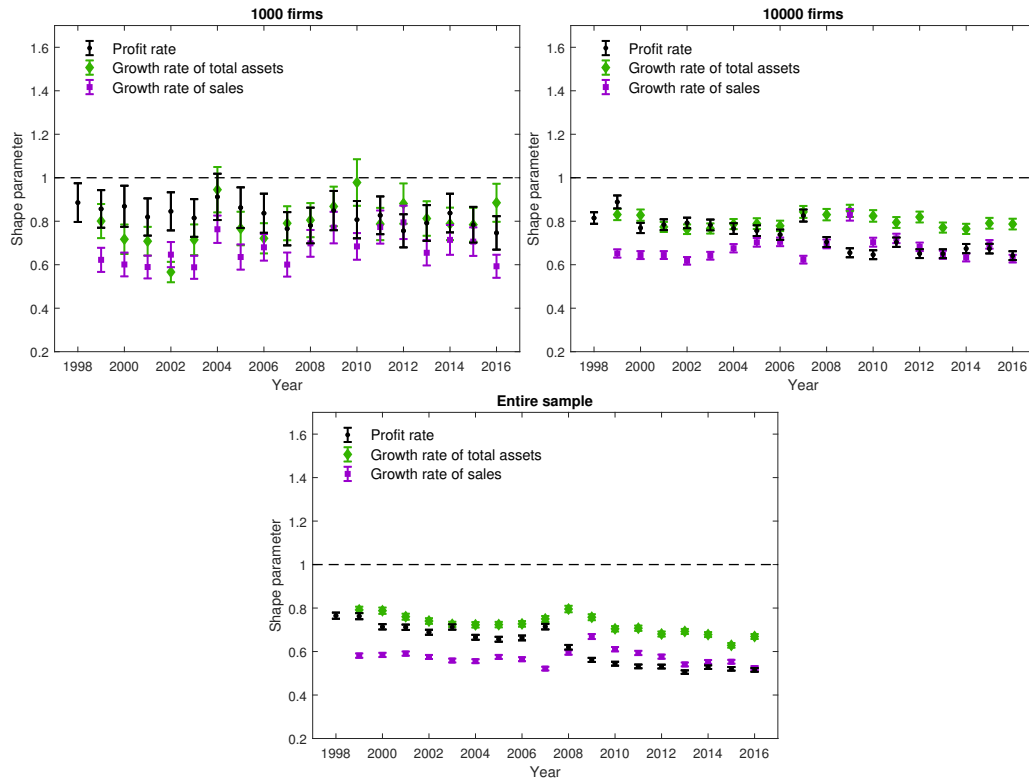 1000 firms
1.6
1.4
1.2
1
0.8
0.6
0.4
0.2
Shape parameter
Profit rate
Growth rate of total assets
Growth rate of sales
1998 2000 2002 2004 2006 2008 2010 2012 2014 2016
Year
10000 firms
1.6
1.4
1.2
1
0.8
0.6
0.4
0.2
Shape parameter
Profit rate
Growth rate of total assets
Growth rate of sales
1998 2000 2002 2004 2006 2008 2010 2012 2014 2016
Year
Entire sample
1.6
1.4
1.2
1
0.8
0.6
0.4
0.2
Shape parameter
Profit rate
Growth rate of total assets
Growth rate of sales
1998 2000 2002 2004 2006 2008 2010 2012 2014 2016
Year